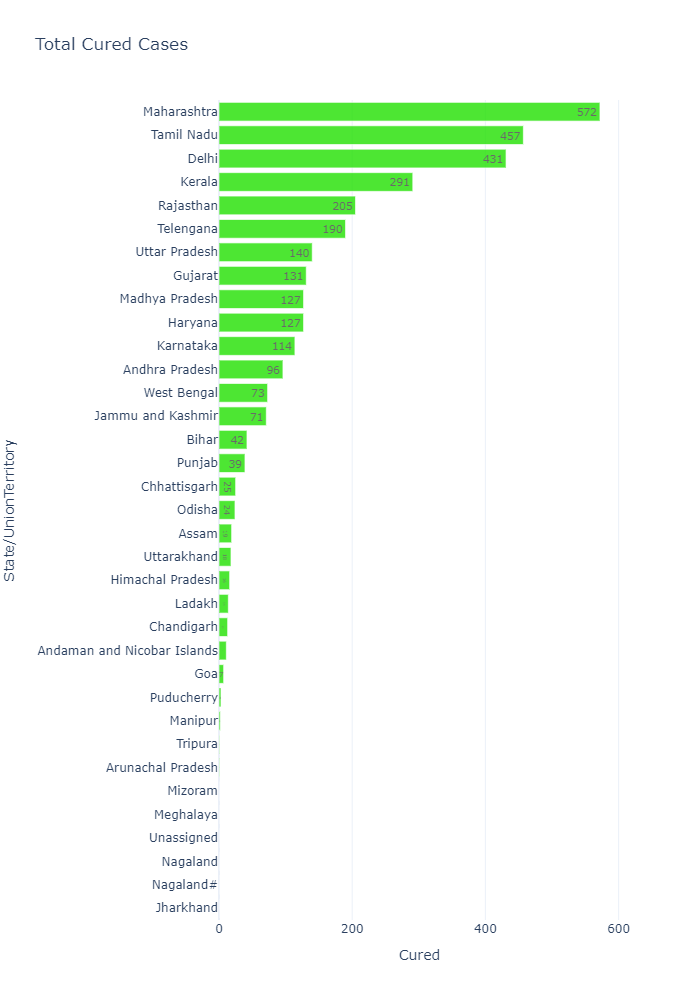 Total Cured Cases
State/UnionTerritory
Maharashtra 572
Tamil Nadu 457
Delhi 431
Kerala 291
Rajasthan 205
Telengana 190
Uttar Pradesh 140
Gujarat 131
Madhya Pradesh 127
Haryana 127
Karnataka 114
Andhra Pradesh 96
West Bengal 73
Jammu and Kashmir 71
Bihar 42
Punjab 39
Chhattisgarh 25
Odisha 24
Assam
Uttarakhand
Himachal Pradesh
Ladakh
Chandigarh
Andaman and Nicobar Islands
Goa
Puducherry
Manipur
Tripura
Arunachal Pradesh
Mizoram
Meghalaya
Unassigned
Nagaland
Nagaland#
Jharkhand
0 200 400 600
Cured